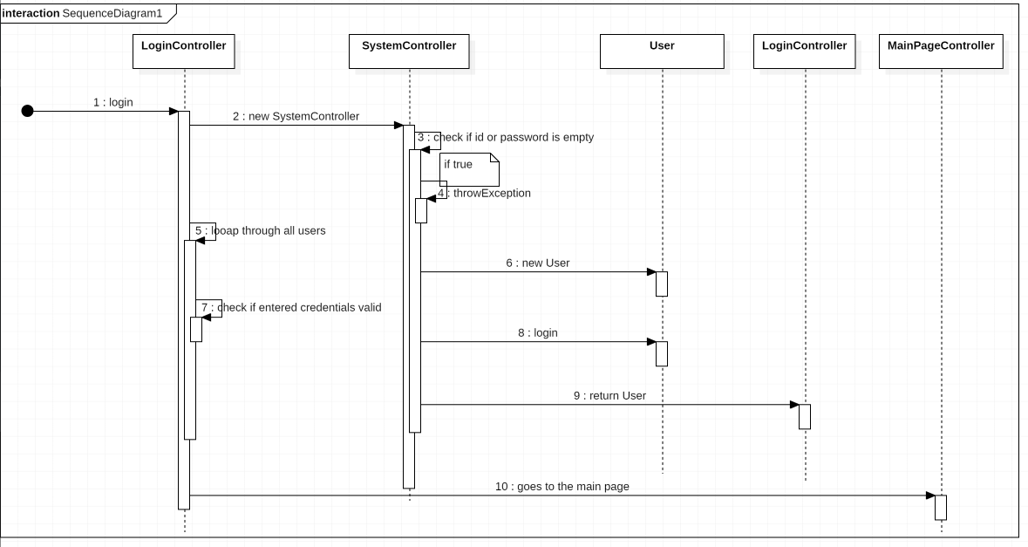 interaction SequenceDiagram1
LoginController
SystemController
User
LoginController
MainPageController
1 : login
2 : new SystemController
3 : check if id or password is empty
if true
4 : throwException
5 : looap through all users
6 : new User
7 : check if entered credentials valid
8 : login
9 : return User
10 : goes to the main page